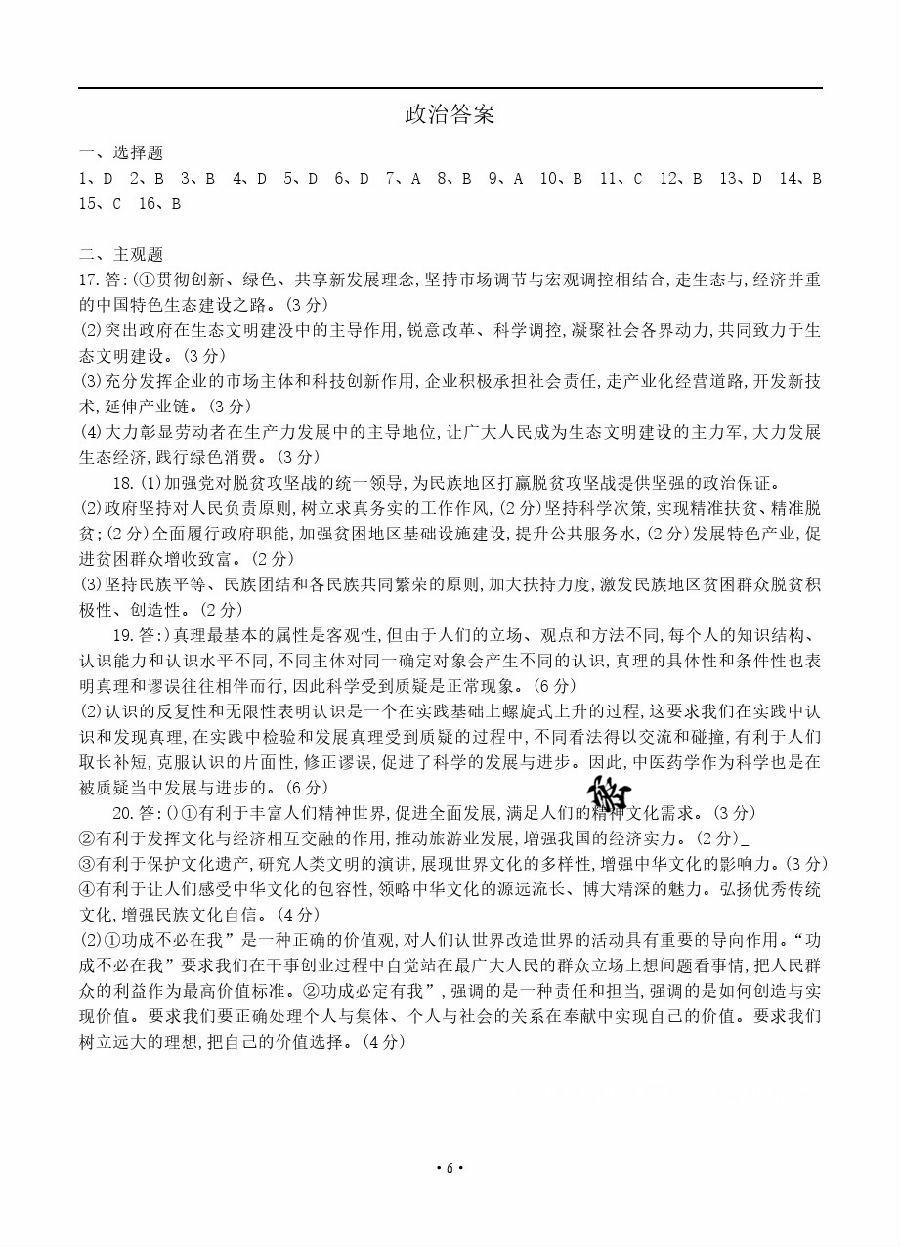 政治答案
一、选择题
1、D 2、B 3、B 4、D 5、D 6、D 7、A 8、B 9、A 10、B 11、C 12、B 13、D 14、B
15、C 16、B
二、主观题
17.答:(①贯彻创新、绿色、共享新发展理念,坚持市场调节与宏观调控相结合,走生态与,经济并重
的中国特色生态建设之路。(3分)
(2)突出政府在生态文明建没中的主导作用,锐意改革、科学调控,凝聚社会各界动力,共同致力于生
态文明建设。(3分)
(3)充分发挥企业的市场主体和科技创新作用,企业积极承担社会责任,走产业化经营道路,开发新技
术,延伸产业链。(3分)
(4)大力彰显劳动者在生产力发展中的主导地位,让广大人民成为生态文明建设的主力军,大力发展
生态经济,践行绿色消费。(3分)
18.(1)加强党对脱贫攻坚战的统一领导,为民族地区打赢脱贫攻坚战提供坚强的政治保证。
(2)政府坚持对人民负责原则,树立求真务实的工作作风,(2分)坚持科学次策,实现精准扶贫、精准脱
贫;(2分)全面履行政府职能,加强贫困地区基础设施建设,提升公共服务水,(2分)发展特色产业,促
进贫困群众增收致富。(2分)
(3)坚持民族平等、民族团结和各民族共同繁荣的原则,加大扶持力度,激发民族地区贫困群众脱贫积
极性、创造性。(2分)
19.答:)真理最基本的属性是客观性,但由于人们的立场、观点和方法不同,每个人的知识结构、
认识能力和认识水平不同,不同主休对同一确定对象会产生不同的认识,真理的具休性和条件性也表
明真理和谬误往往相伴而行,因此科学受到质疑是正常现象。(6分)
(2)认识的反复性和无限性表明认识是一个在实践基础上螺旋式上升的过程,这要求我们在实践中认
识和发现真理,在实践中检验和发展真理受到质疑的过程中,不同看法得以交流和碰撞,有利于人们
取长补短,克服认识的片面性,修正谬误,促进了科学的发展与进步。因此,中医药学作为科学也是在
被质疑当中发展与进步的。(6分)
20.答:()①有利于丰富人们精神世界,促进全面发展,满足人们的精神文化需求。(3分)
②有利于发挥文化与经济相互交融的作用,推动旅游业发展,增强我国的经济实力。(2分)_
③有利于保护文化遗产,研究人类文明的演讲,展现世界文化的多样性,增强中华文化的影响力。(3分)
④有利于让人们感受中华文化的包容性,领略中华文化的源远流长、博大精深的魅力。弘扬优秀传统
文化,增强民族文化自信。(4分)
(2)①功成不必在我”是一种正确的价值观,对人们认世界改造世界的活动具有重要的导向作用。“功
成不必在我”要求我们在干事创业过程中自觉站在最广大人民的群众立场上想间题看事情,把人民群
众的利益作为最高价值标准。②功成必定有我”,强调的是一种责任和担当,强调的是如何创造与实
现价值。要求我们要正确处理个人与集体、个人与社会的关系在奉献中实现自己的价值。要求我们
树立远大的理想,把自己的价值选择。(4分)
·6·